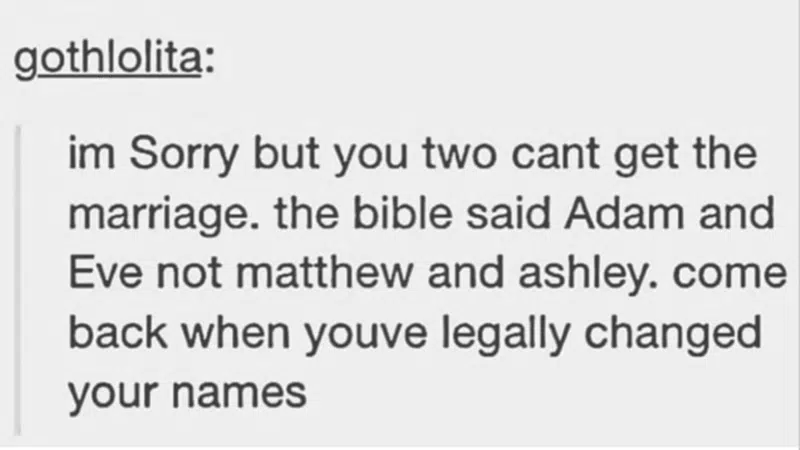 gothlolita:
im Sorry but you two cant get the
marriage. the bible said Adam and
Eve not matthew and ashley. come
back when youve legally changed
your names